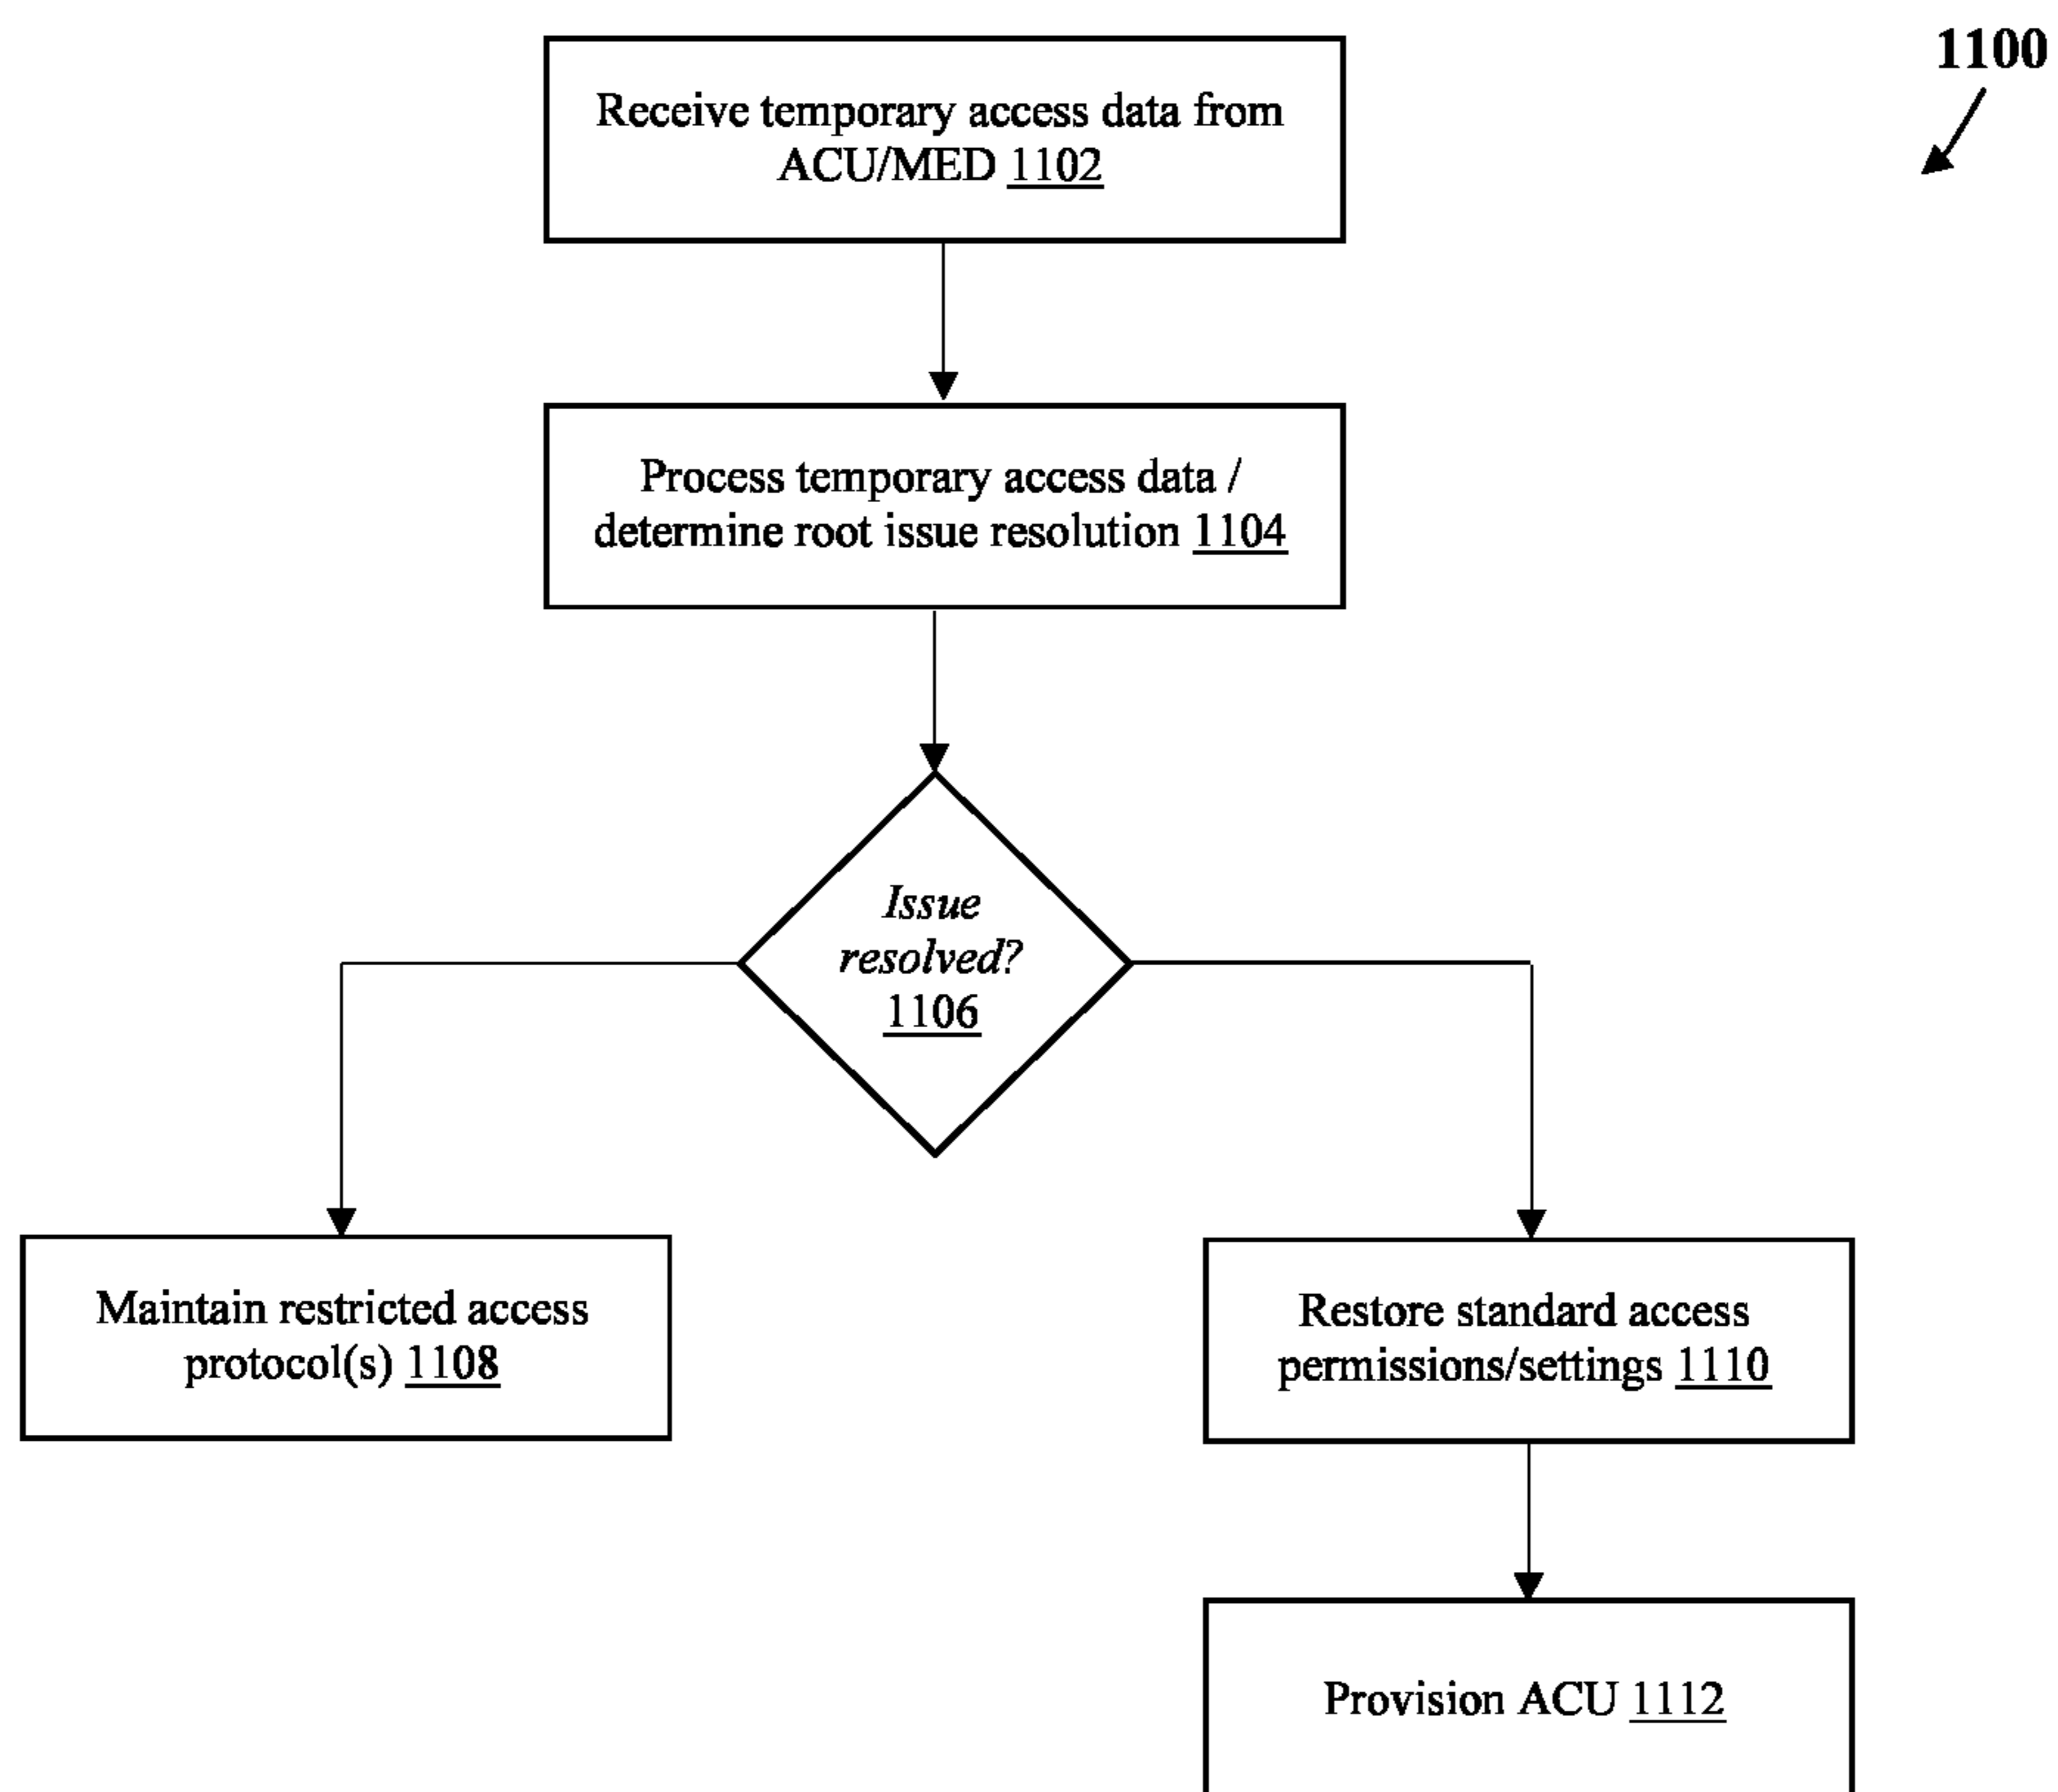 1100
Receive temporary access data from
ACU/MED 1102
Process temporary access data /
determine root issue resolution 1104
Issue
resolved?
1106
Maintain restricted access
protocol(s) 1108
Restore standard access
permissions/settings 1110
Provision ACU 1112